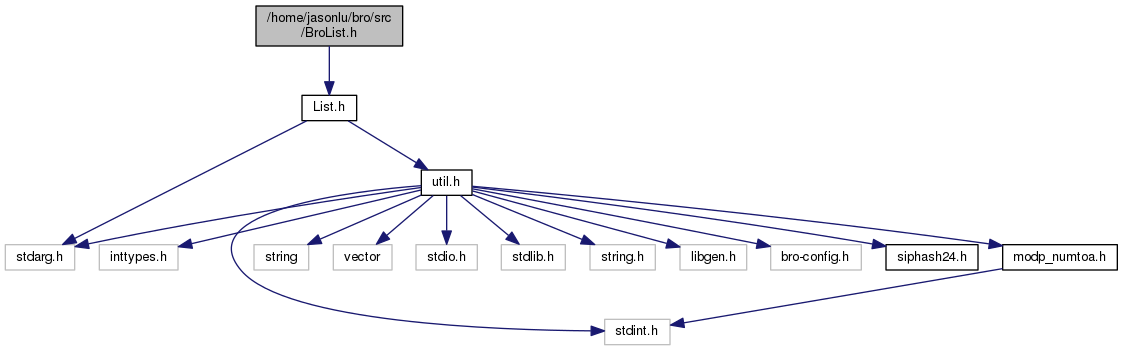 /home/jasonlu/bro/src
/BroList.h
List.h
util.h
stdarg.h
inttypes.h
string
vector
stdio.h
stdlib.h
string.h
libgen.h
bro-config.h
siphash24.h
modp_numtoa.h
stdint.h